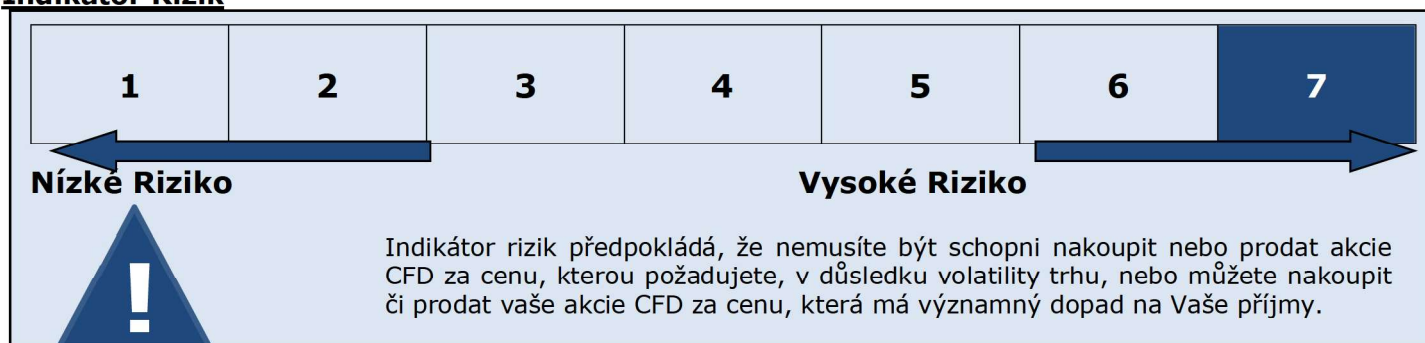 Indikátor Rizik
1 2 3 4 5 6 7
Nízké Riziko Vysoké Riziko
!
Indikátor rizik předpokládá, že nemusíte být schopni nakoupit nebo prodat akcie
CFD za cenu, kterou požadujete, v důsledku volatility trhu, nebo můžete nakoupit
či prodat vaše akcie CFD za cenu, která má významný dopad na Vaše příjmy.